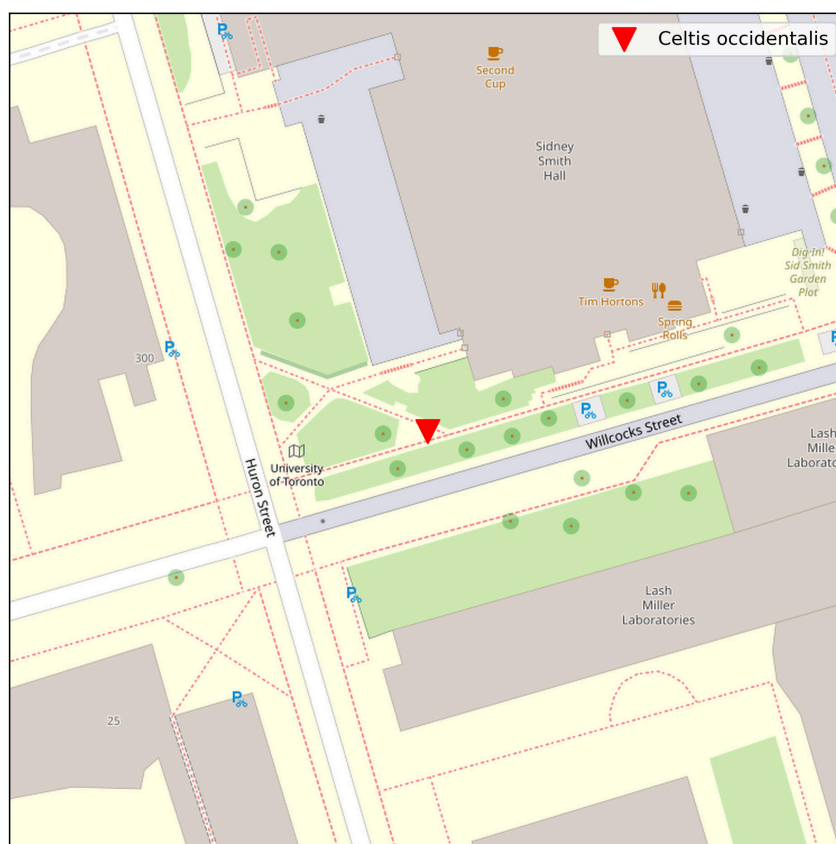 Celtis occidentalis
Second
Cup
Sidney
Smith
Hall
Dig In!
Sid Smith
Garden
Plot
Tim Hortons
Spring
Rolls
300
Willcocks Street
Lash
Mille
Laborato
University
of Toronto
Huron Street
Lash
Miller
Laboratories
25
P
P
P
P
P
P